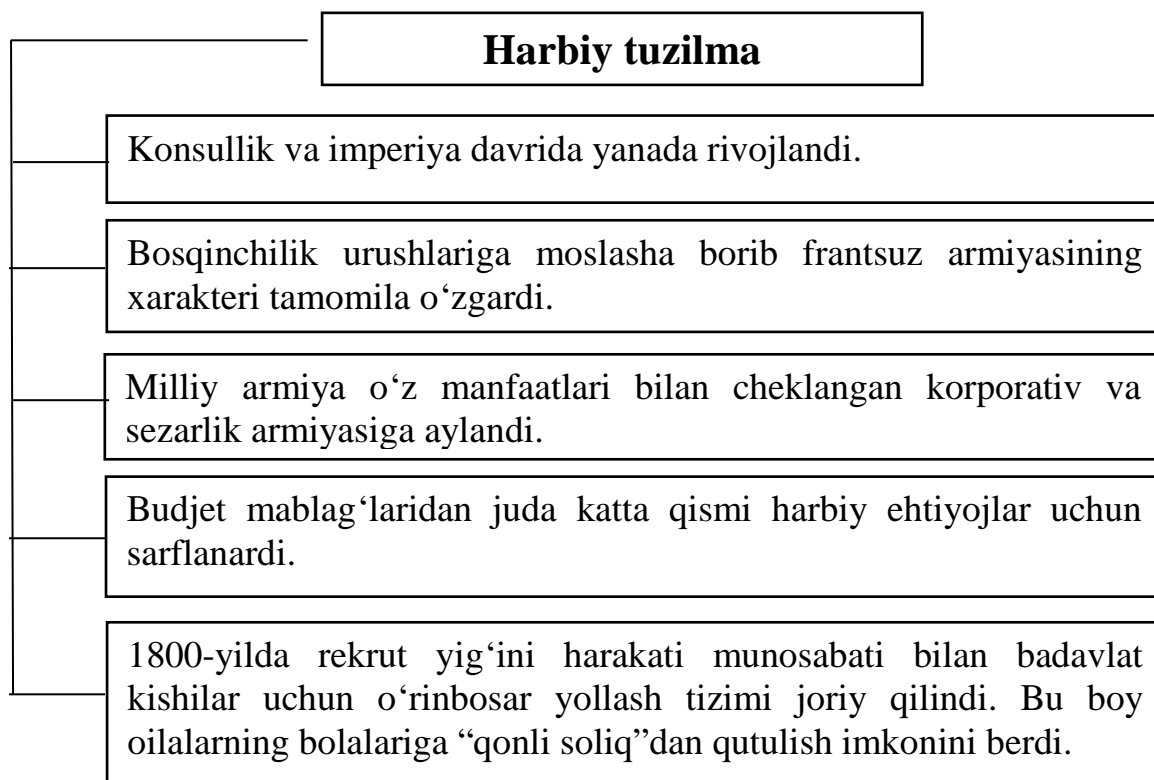 Harbiy tuzilma
Konsullik va imperiya davrida yanada rivojlandi.
Bosqinchilik urushlariga moslasha borib frantsuz armiyasining
xarakteri tamomila o‘zgardi.
Milliy armiya o‘z manfaatlari bilan cheklangan korporativ va
sezarlik armiyasiga aylandi.
Budjet mablag‘laridan juda katta qismi harbiy ehtiyojlar uchun
sarflanardi.
1800-yilda rekrut yig‘ini harakati munosabati bilan badavlat
kishilar uchun o‘rinbosar yollash tizimi joriy qilindi. Bu boy
oilalarning bolalariga “qonli soliq”dan qutulish imkonini berdi.